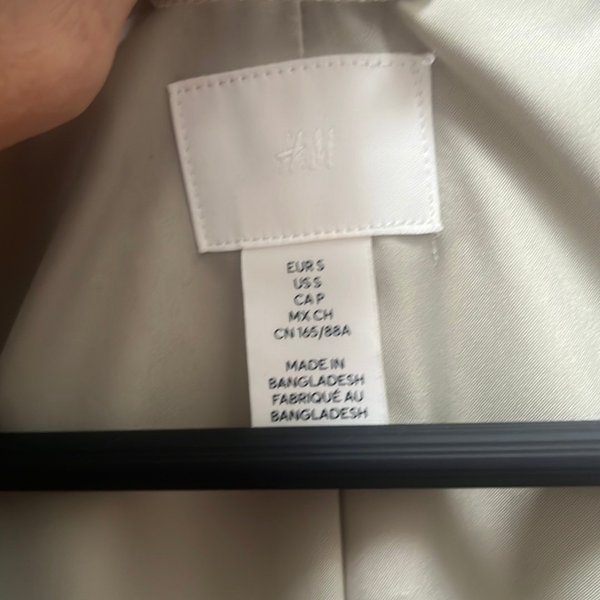 H&M
EUR S
US S
CA P
MX CH
CN 165/88A
MADE IN
BANGLADESH
FABRIQUÉ AU
BANGLADESH